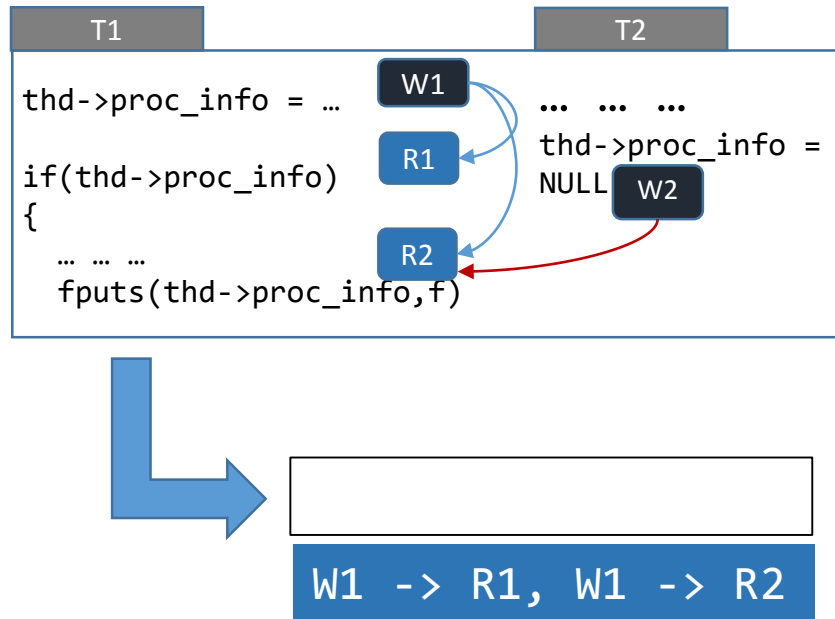 T1
T2
thd->proc_info = …
W1
… … …
R1
thd->proc_info =
if(thd->proc_info)
NULL
W2
{
R2
… … …
fputs(thd->proc_info,f)
W1 -> R1, W1 -> R2